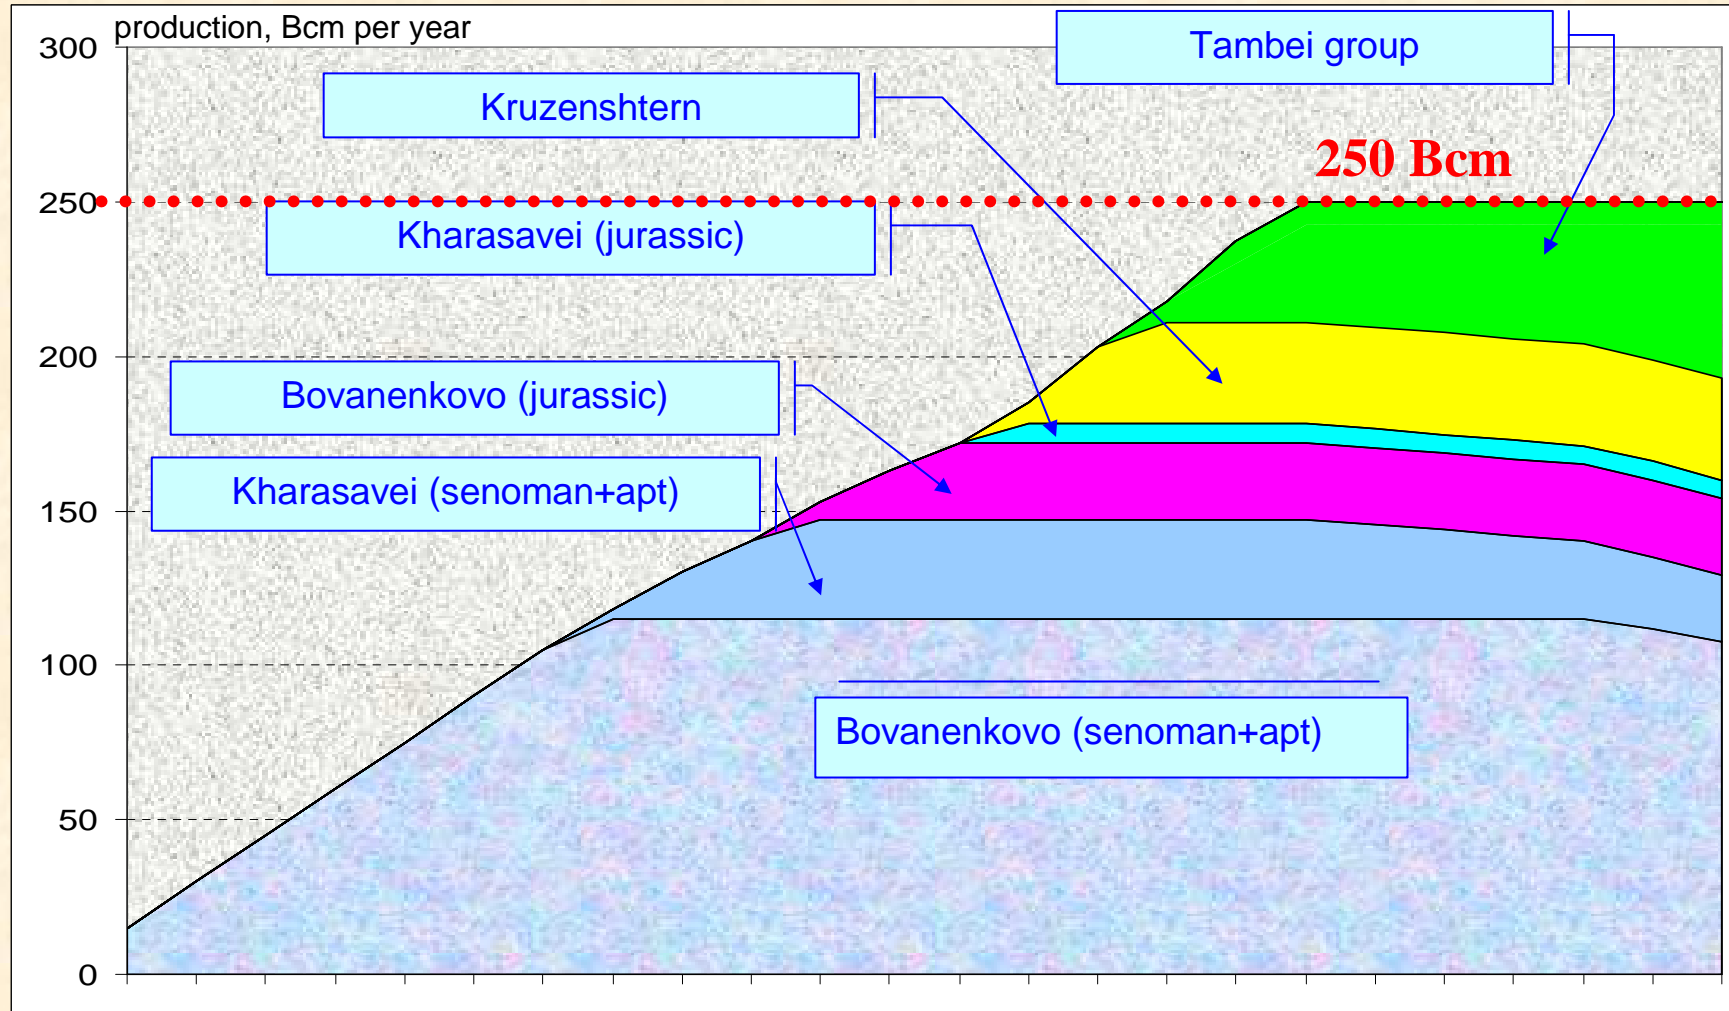 production, Bcm per year
300
Tambei group
Kruzenshtern
250 Bcm
250
Kharasavei (jurassic)
200
Bovanenkovo (jurassic)
Kharasavei (senoman+apt)
150
100
Bovanenkovo (senoman+apt)
50
0